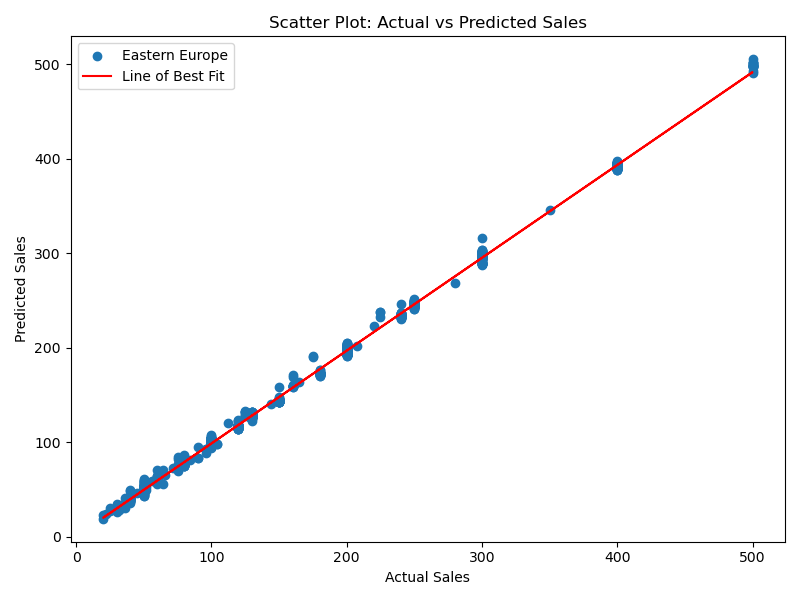 Scatter Plot: Actual vs Predicted Sales
Eastern Europe
Line of Best Fit
Predicted Sales
500
400
300
200
100
0
0 100 200 300 400 500
Actual Sales